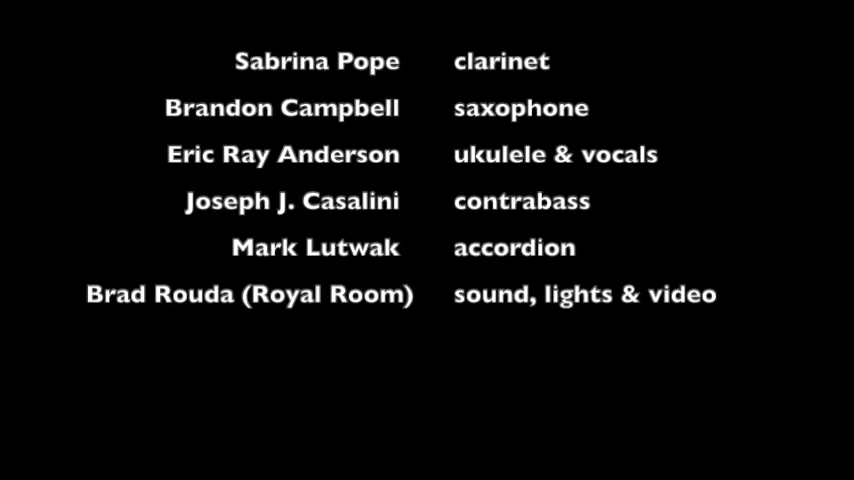 Sabrina Pope clarinet
Brandon Campbell saxophone
Eric Ray Anderson ukulele & vocals
Joseph J. Casalini contrabass
Mark Lutwak accordion
Brad Rouda (Royal Room) sound, lights & video